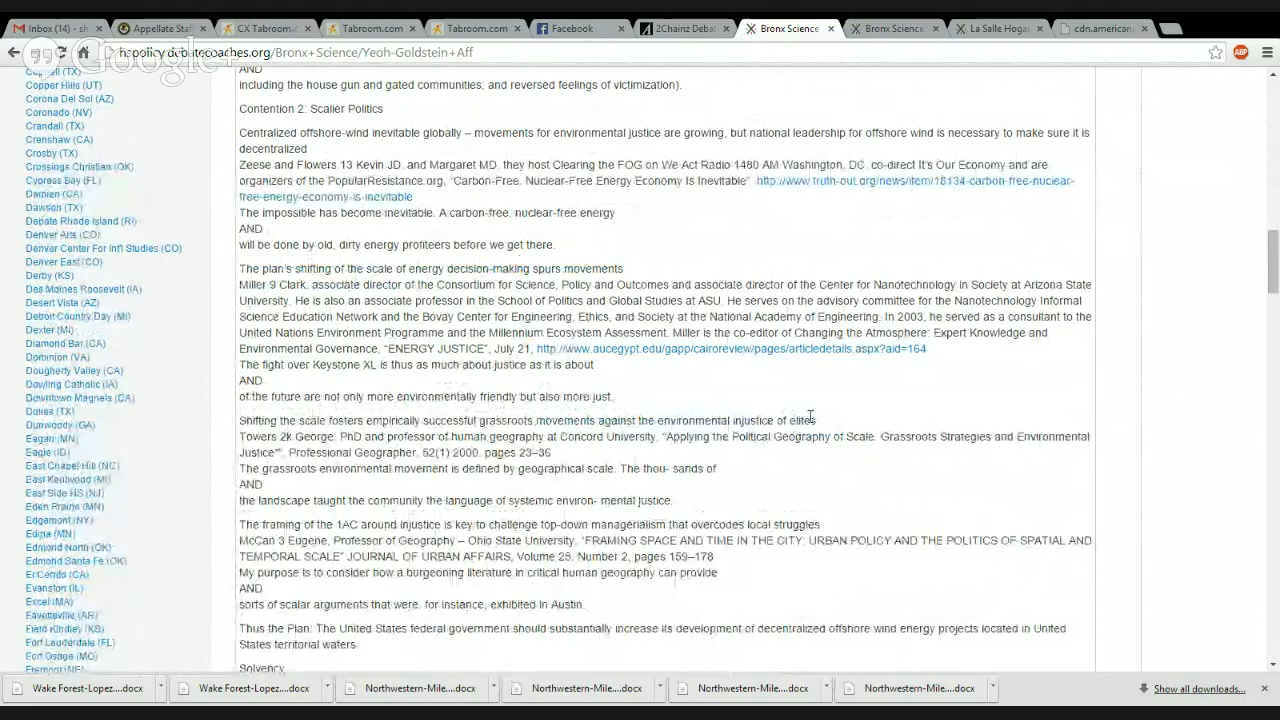 Inbox (14) - sh
Appellate Staf
CX Tabroom.co
Tabroom.com
Tabroom.com
Facebook
2Chainz Debat
Bronx Science
Bronx Science
La Salle Hogar
cdn.american
hspolicy.debatecoaches.org/Bronx+Science/Yeoh-Goldstein+Aff
Google+
Copper Hills (UT)
Corona Del Sol (AZ)
Coronado (NV)
Crandall (TX)
Crenshaw (CA)
Crosby (TX)
Crossings Christian (OK)
Cypress Bay (FL)
Damien (CA)
Dawson (TX)
Debate Rhode Island (RI)
Denver Arts (CO)
Denver Center For Int'l Studies (CO)
Denver East (CO)
Derby (KS)
Des Moines Roosevelt (IA)
Desert Vista (AZ)
Detroit Country Day (MI)
Dexter (MI)
Diamond Bar (CA)
Dominion (VA)
Dougherty Valley (CA)
Dowling Catholic (IA)
Downtown Magnets (CA)
Dulles (TX)
Dunwoody (GA)
Eagan (MN)
Eagle (ID)
East Chapel Hill (NC)
East Kentwood (MI)
East Side HS (NJ)
Eden Prairie (MN)
Edgemont (NY)
Edina (MN)
Edmond North (OK)
Edmond Santa Fe (OK)
El Cerrito (CA)
Evanston (IL)
Excel (MA)
Fayetteville (AR)
Field Kindley (KS)
Fort Lauderdale (FL)
Fort Osage (MO)
Fremont (NE)
AND
including the house gun and gated communities; and reversed feelings of victimization).
Contention 2: Scalier Politics
Centralized offshore-wind inevitable globally – movements for environmental justice are growing, but national leadership for offshore wind is necessary to make sure it is
decentralized
Zeese and Flowers 13 Kevin JD, and Margaret MD, they host Clearing the FOG on We Act Radio 1480 AM Washington, DC, co-direct It's Our Economy and are
organizers of the PopularResistance.org, "Carbon-Free, Nuclear-Free Energy Economy Is Inevitable" http://www.truth-out.org/news/item/18134-carbon-free-nuclear-
free-energy-economy-is-inevitable
The impossible has become inevitable. A carbon-free, nuclear-free energy
AND
will be done by old, dirty energy profiteers before we get there.
The plan's shifting of the scale of energy decision-making spurs movements
Miller 9 Clark, associate director of the Consortium for Science, Policy and Outcomes and associate director of the Center for Nanotechnology in Society at Arizona State
University. He is also an associate professor in the School of Politics and Global Studies at ASU. He serves on the advisory committee for the Nanotechnology Informal
Science Education Network and the Bovay Center for Engineering, Ethics, and Society at the National Academy of Engineering. In 2003, he served as a consultant to the
United Nations Environment Programme and the Millennium Ecosystem Assessment. Miller is the co-editor of Changing the Atmosphere: Expert Knowledge and
Environmental Governance, "ENERGY JUSTICE", July 21, http://www.aucegypt.edu/gapp/cairoreview/pages/articledetails.aspx?aid=164
The fight over Keystone XL is thus as much about justice as it is about
AND
of the future are not only more environmentally friendly but also more just.
Shifting the scale fosters empirically successful grassroots movements against the environmental injustice of elites
Towers 2k George, PhD and professor of human geography at Concord University. "Applying the Political Geography of Scale: Grassroots Strategies and Environmental
Justice*", Professional Geographer, 52(1) 2000, pages 23–36
The grassroots environmental movement is defined by geographical scale. The thou- sands of
AND
the landscape taught the community the language of systemic environ- mental justice.
The framing of the 1AC around injustice is key to challenge top-down managerialism that overcodes local struggles
McCan 3 Eugene, Professor of Geography – Ohio State University, "FRAMING SPACE AND TIME IN THE CITY: URBAN POLICY AND THE POLITICS OF SPATIAL AND
TEMPORAL SCALE" JOURNAL OF URBAN AFFAIRS, Volume 25, Number 2, pages 159–178
My purpose is to consider how a burgeoning literature in critical human geography can provide
AND
sorts of scalar arguments that were, for instance, exhibited in Austin.
Thus the Plan: The United States federal government should substantially increase its development of decentralized offshore wind energy projects located in United
States territorial waters.
Solvency
Wake Forest-Lopez....docx
Wake Forest-Lopez....docx
Northwestern-Mile....docx
Northwestern-Mile....docx
Northwestern-Mile....docx
Northwestern-Mile....docx
Show all downloads...